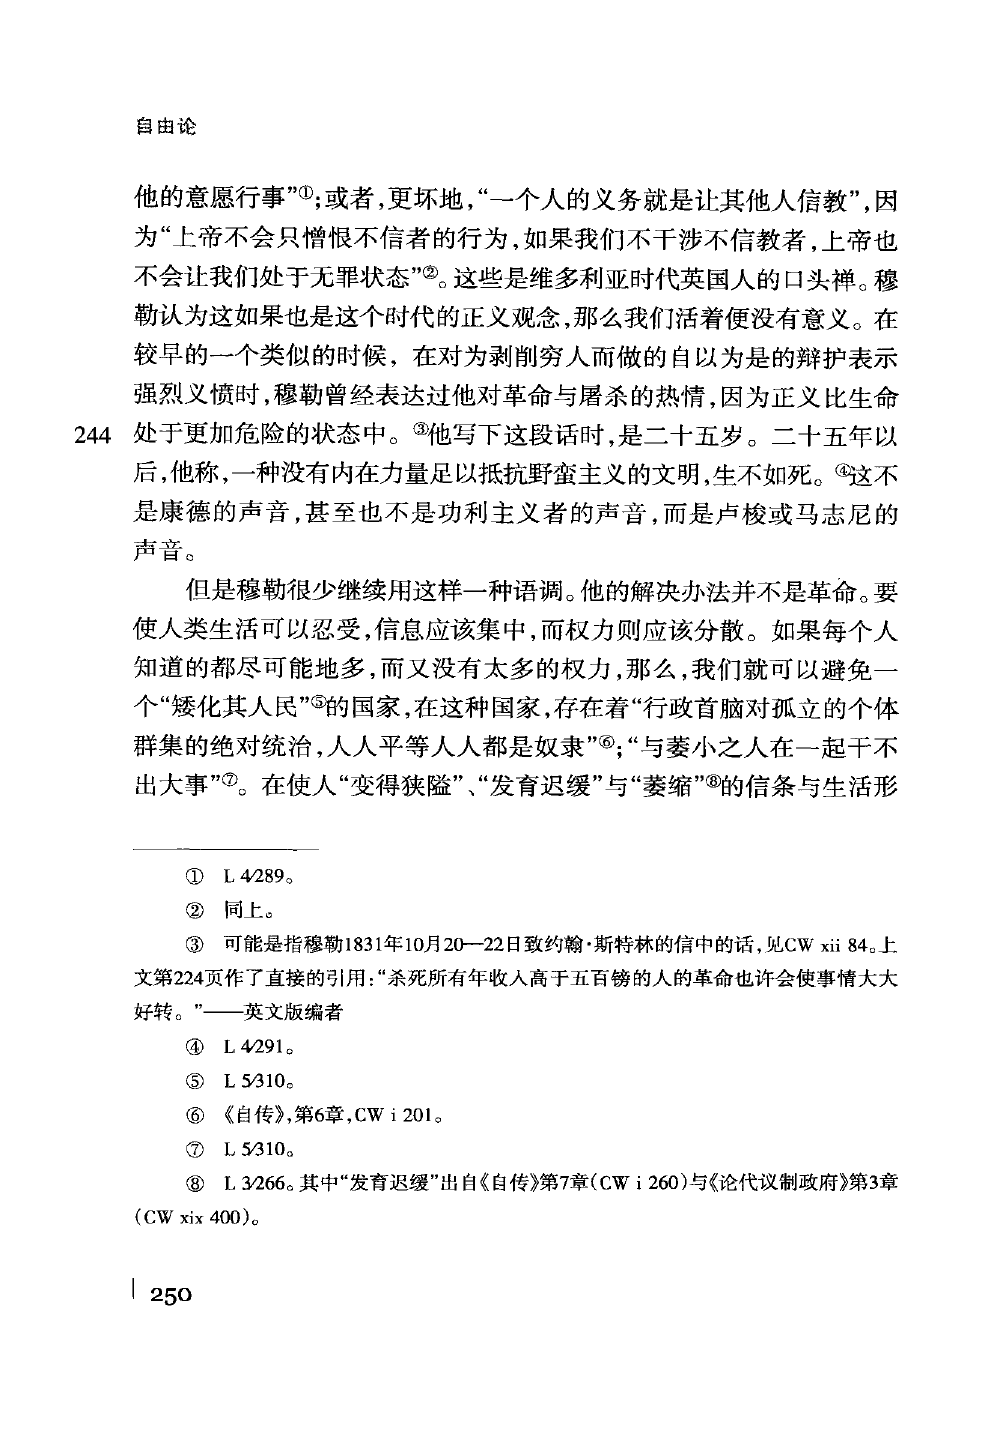 自由论
他的意愿行事”①;或者,更坏地,“一个人的义务就是让其他人信教”,因
为“上帝不会只憎恨不信者的行为,如果我们不干涉不信教者,上帝也
不会让我们处于无罪状态”②。这些是维多利亚时代英国人的口头禅。穆
勒认为这如果也是这个时代的正义观念,那么我们活着便没有意义。在
较早的一个类似的时候，在对为剥削穷人而做的自以为是的辩护表示
强烈义愤时,穆勒曾经表达过他对革命与屠杀的热情,因为正义比生命
244 处于更加危险的状态中。③他写下这段话时,是二十五岁。二十五年以
后,他称,一种没有内在力量足以抵抗野蛮主义的文明,生不如死。④这不
是康德的声音,甚至也不是功利主义者的声音,而是卢梭或马志尼的
声音。
但是穆勒很少继续用这样一种语调。他的解决办法并不是革命。要
使人类生活可以忍受,信息应该集中,而权力则应该分散。如果每个人
知道的都尽可能地多,而又没有太多的权力,那么,我们就可以避免一
个“矮化其人民”⑤的国家,在这种国家,存在着“行政首脑对孤立的个体
群集的绝对统治,人人平等人人都是奴隶”⑥;“与萎小之人在一起干不
出大事”⑦。在使人“变得狭隘”、“发育迟缓”与“萎缩”⑧的信条与生活形
① L 4/289。
② 同上。
③ 可能是指穆勒1831年10月20—22日致约翰·斯特林的信中的话,见CW xii 84。上
文第224页作了直接的引用:“杀死所有年收入高于五百镑的人的革命也许会使事情大大
好转。”——英文版编者
④ L 4/291。
⑤ L 5/310。
⑥ 《自传》,第6章,CW i 201。
⑦ L 5/310。
⑧ L 3/266。其中“发育迟缓”出自《自传》第7章(CW i 260)与《论代议制政府》第3章
(CW xix 400)。
250